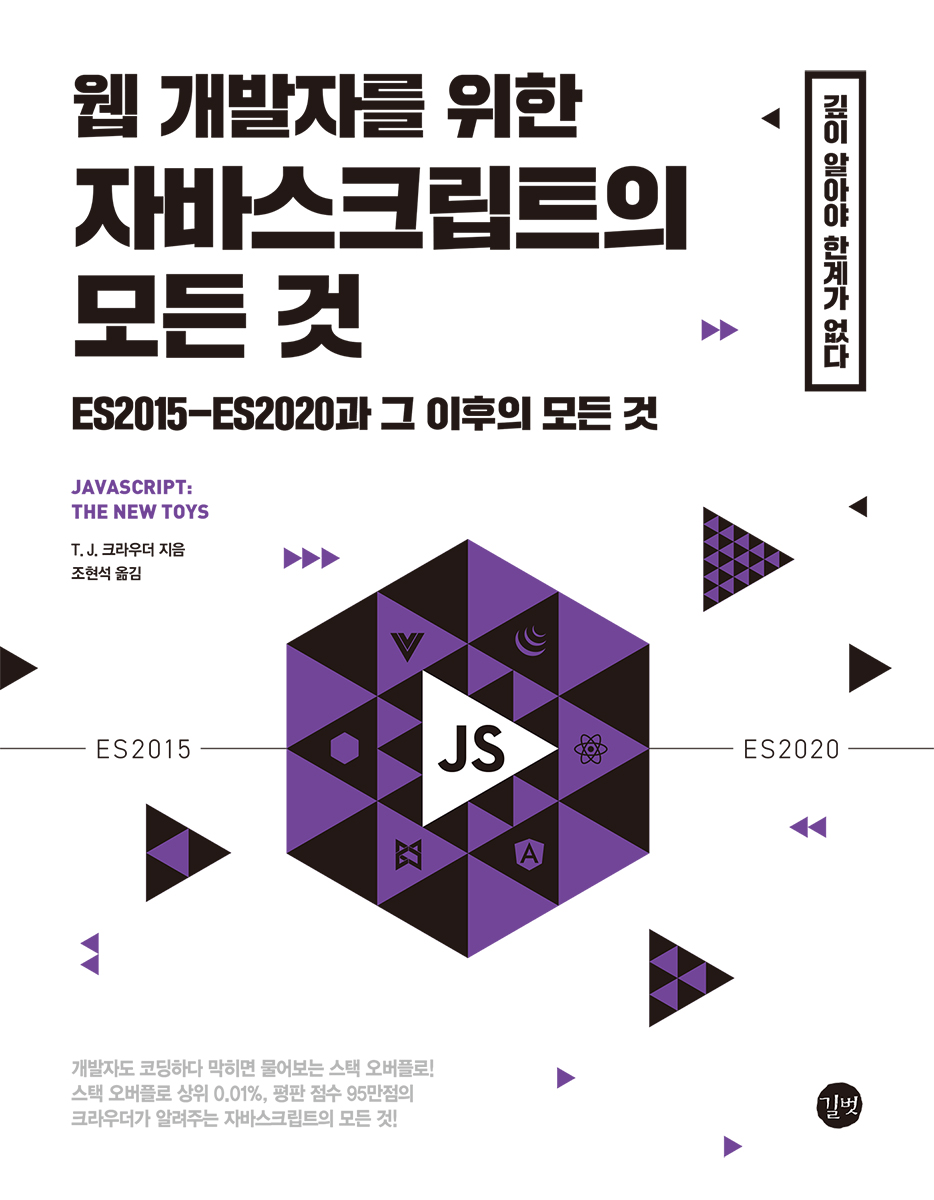 웹 개발자를 위한
자바스크립트의
모든 것
깊이 알아야 한계가 없다
ES2015–ES2020과 그 이후의 모든 것
JAVASCRIPT:
THE NEW TOYS
T. J. 크라우더 지음
조현석 옮김
JS
ES2015
ES2020
A
개발자도 코딩하다 막히면 물어보는 스택 오버플로!
스택 오버플로 상위 0.01%, 평판 점수 95만점의
크라우더가 알려주는 자바스크립트의 모든 것!
길벗